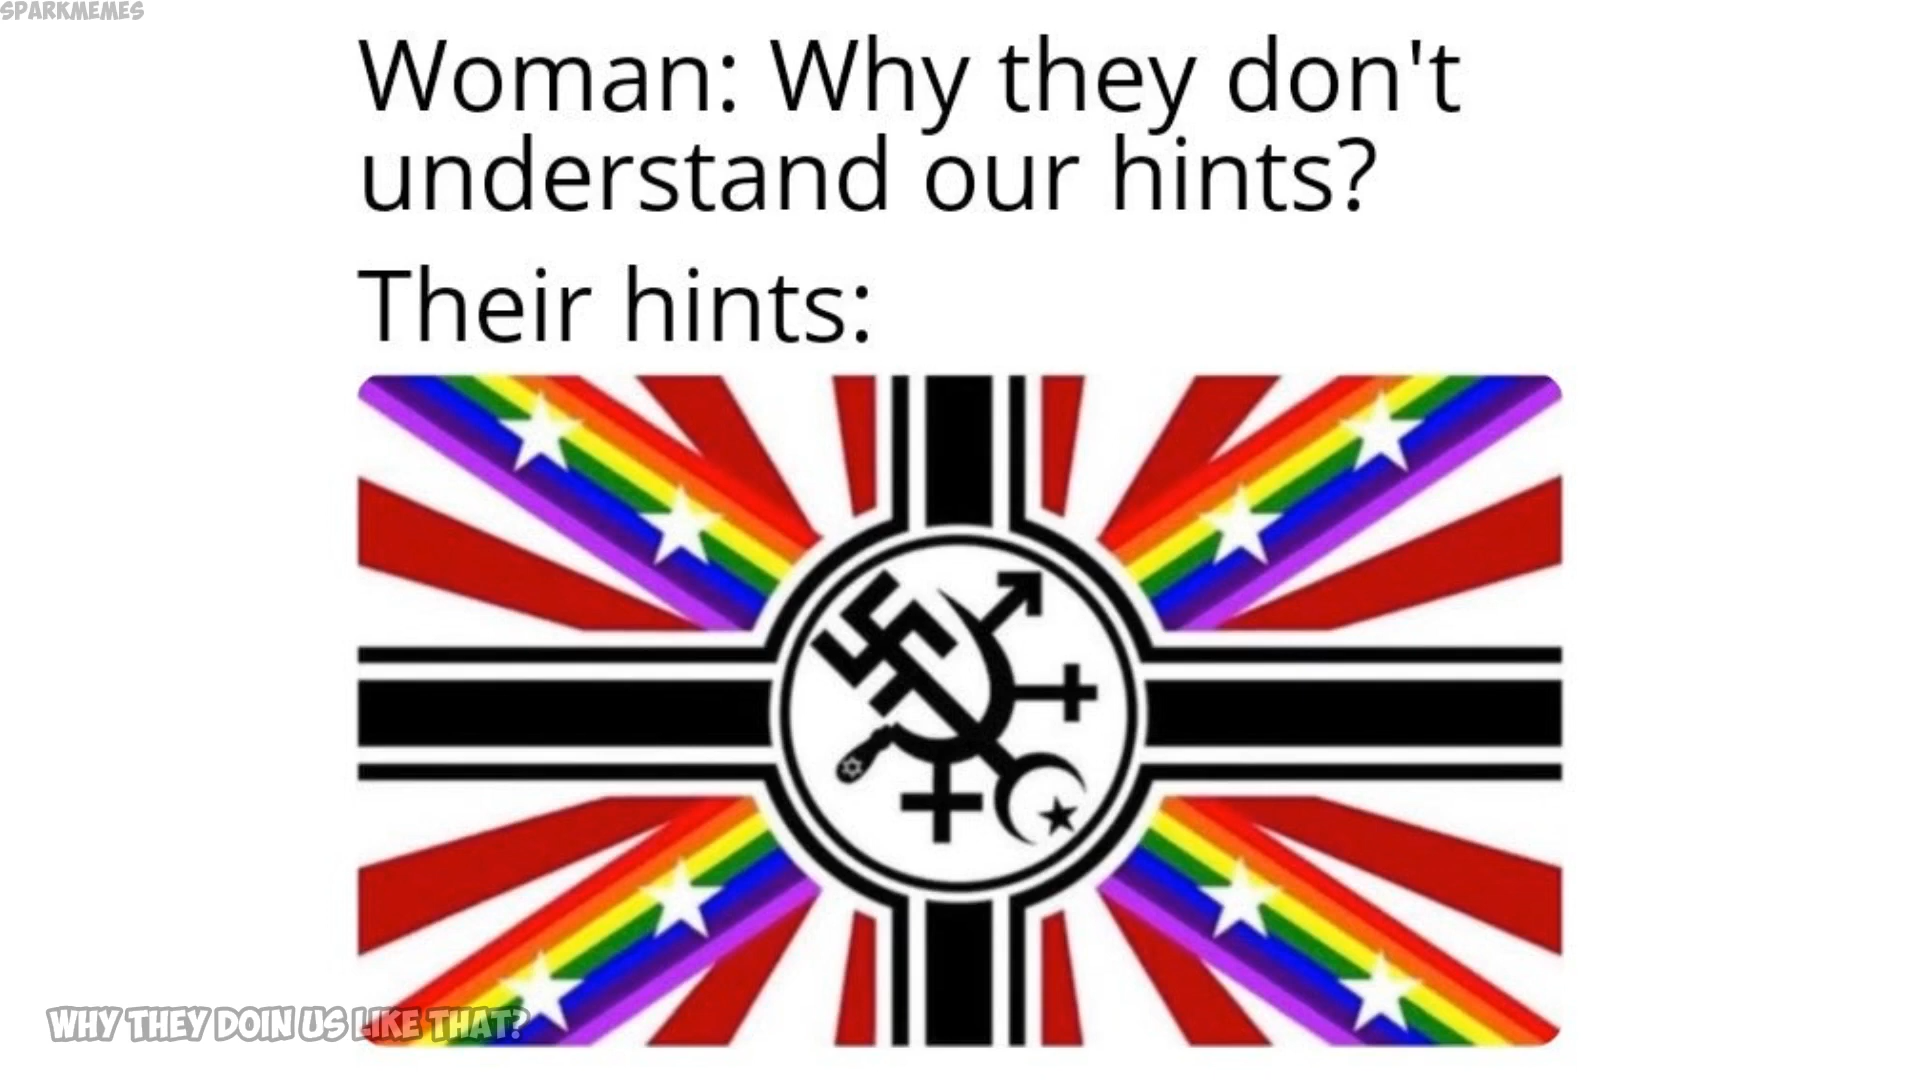 SPARKMEMES
Woman: Why they don't
understand our hints?
Their hints:
WHY THEY DOIN US LIKE THAT?